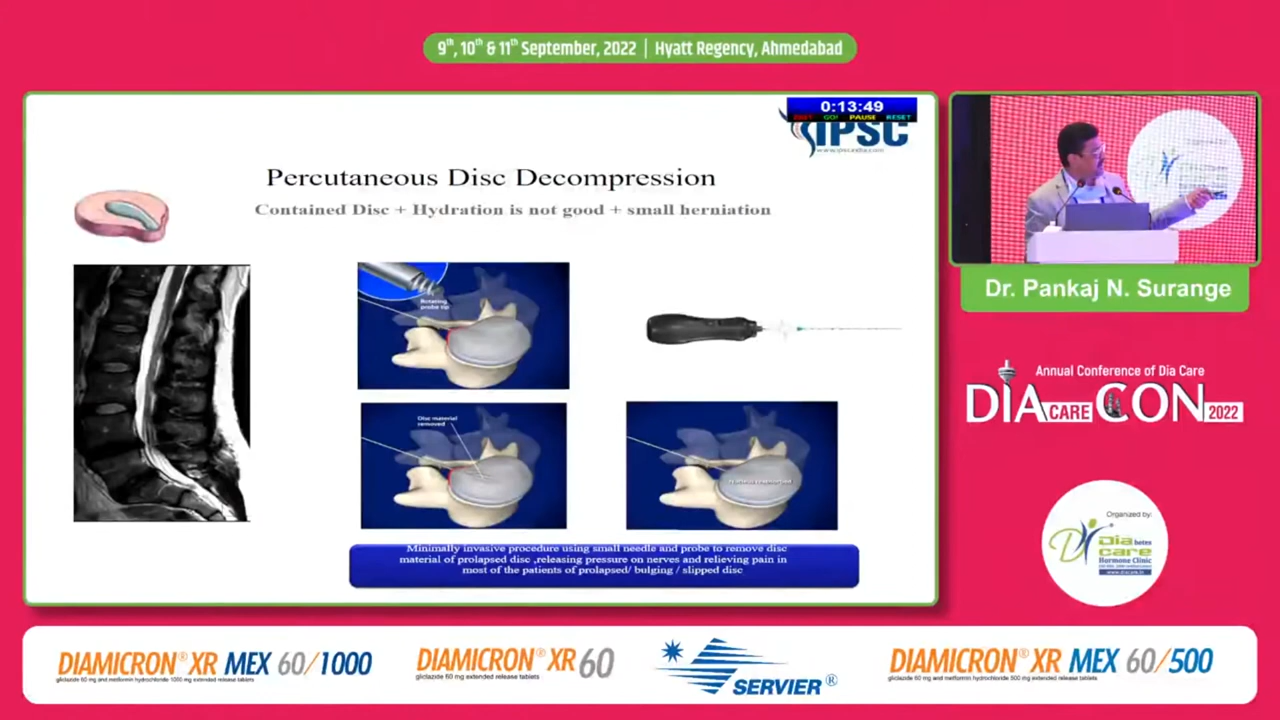 9th, 10th & 11th September, 2022 | Hyatt Regency, Ahmedabad
0:13:49
GO! PAUSE RESET
IPSC
Percutaneous Disc Decompression
Contained Disc + Hydration is not good + small herniation
Rotating
probe tip
Disc material
removed
Minimally invasive procedure using small needle and probe to remove disc
material of prolapsed disc ,releasing pressure on nerves and relieving pain in
most of the patients of prolapsed/ bulging / slipped disc
Dr. Pankaj N. Surange
Annual Conference of Dia Care
DIA CARE CON 2022
Organized by:
Dia betes
care
Hormone Clinic
DIAMICRON® XR MEX 60/1000
gliclazide 60 mg and metformin hydrochloride 1000 mg extended release tablets
DIAMICRON® XR 60
gliclazide 60 mg extended release tablets
SERVIER®
DIAMICRON® XR MEX 60/500
gliclazide 60 mg and metformin hydrochloride 500 mg extended release tablets